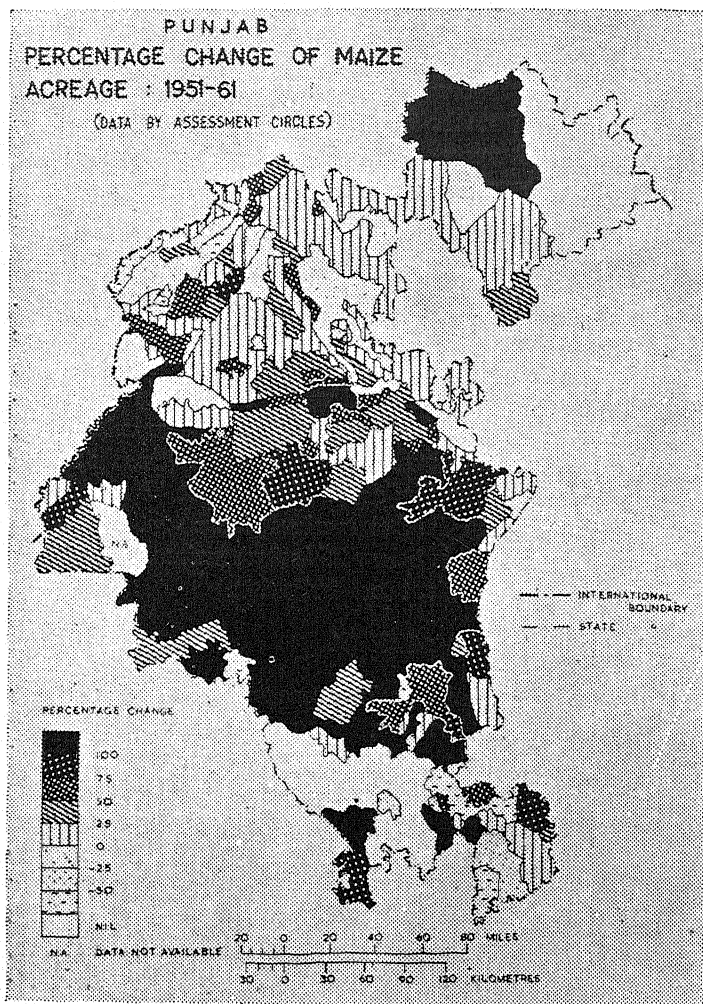 PUNJAB
PERCENTAGE CHANGE OF MAIZE
ACREAGE : 1951-61
(DATA BY ASSESSMENT CIRCLES)
N.A.
INTERNATIONAL
BOUNDARY
STATE "
PERCENTAGE CHANGE
100
75
50
25
0
-25
-50
NIL
N.A. DATA NOT AVAILABLE
20 0 20 40 60 80 MILES
30 0 30 60 90 120 KILOMETRES